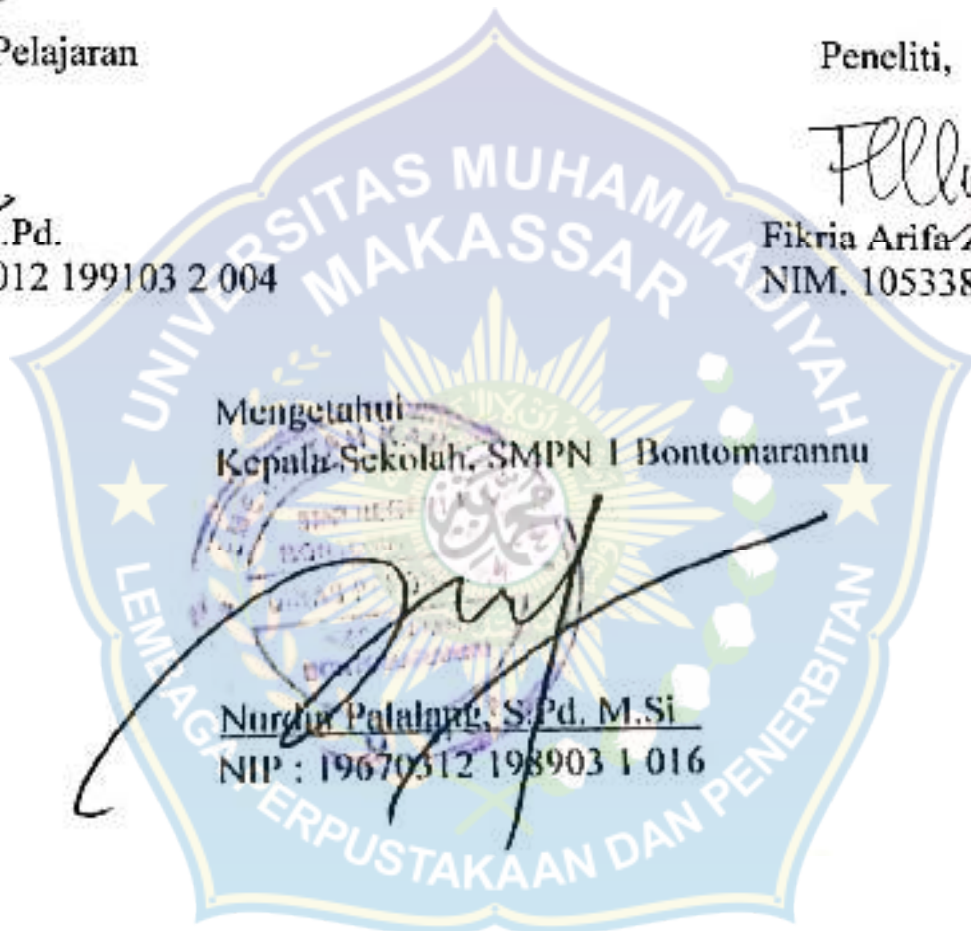 Pelajaran
.Pd.
012 199103 2 004
Peneliti,
Fikria Arifa
NIM. 105338
UNIVERSITAS MUHAMMADIYAH
MAKASSAR
Mengetahui
Kepala Sekolah, SMPN 1 Bontomarannu
Palalang, S.Pd. M.Si
NIP : 19670312 198903 1 016
LEMBAGA PERPUSTAKAAN DAN PENERBITAN